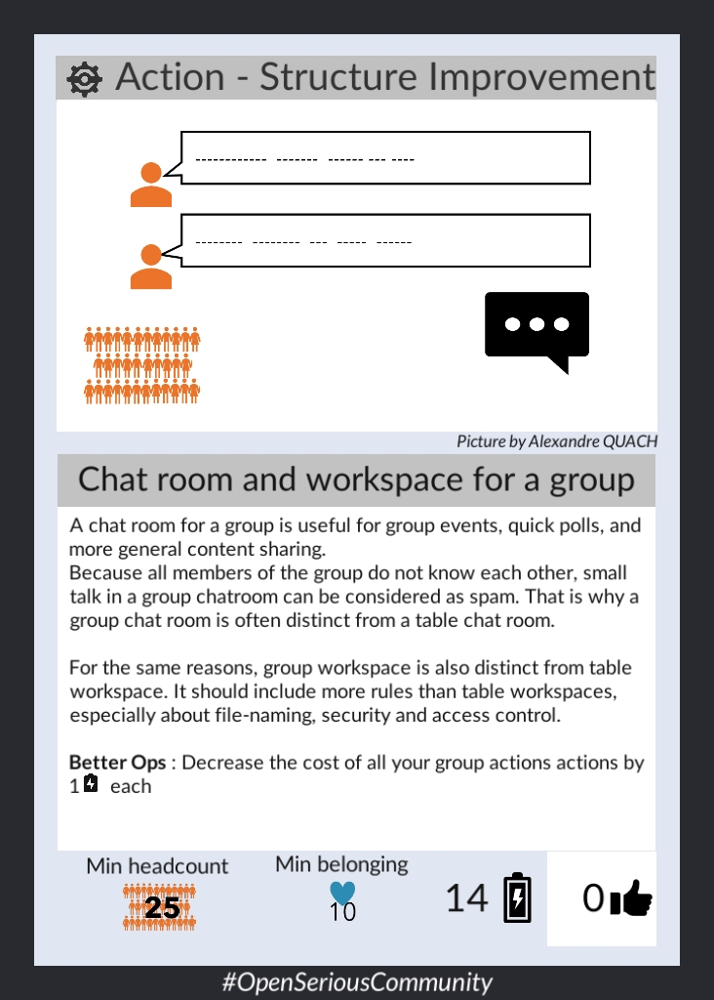 Action - Structure Improvement
Picture by Alexandre QUACH
Chat room and workspace for a group
A chat room for a group is useful for group events, quick polls, and
more general content sharing.
Because all members of the group do not know each other, small
talk in a group chatroom can be considered as spam. That is why a
group chat room is often distinct from a table chat room.
For the same reasons, group workspace is also distinct from table
workspace. It should include more rules than table workspaces,
especially about file-naming, security and access control.
Better Ops : Decrease the cost of all your group actions actions by
1 each
Min headcount
25
Min belonging
10
14
0
#OpenSeriousCommunity